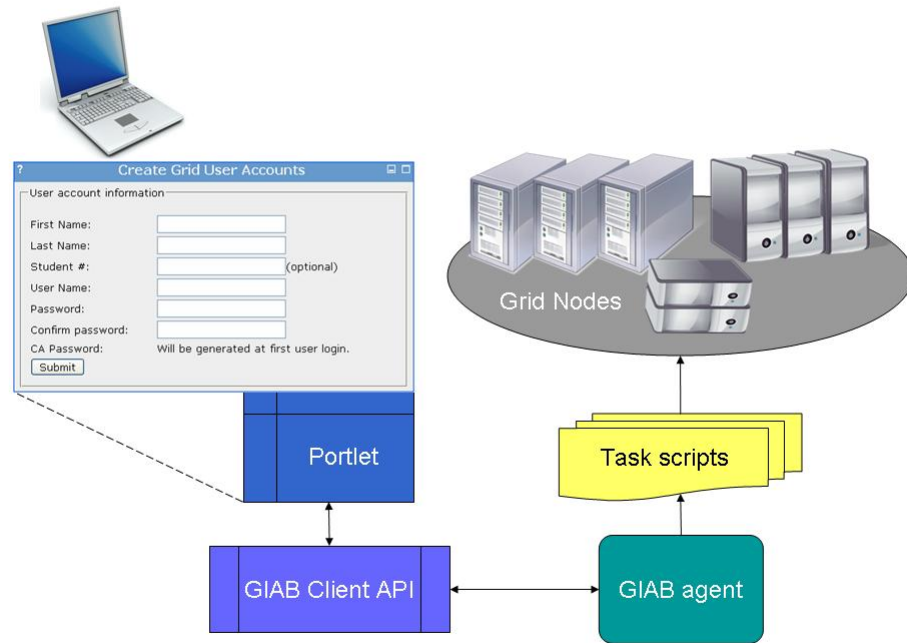 ? Create Grid User Accounts
User account information
First Name:
Last Name:
Student #: (optional)
User Name:
Password:
Confirm password:
CA Password: Will be generated at first user login.
Submit
Grid Nodes
Portlet
Task scripts
GIAB Client API
GIAB agent